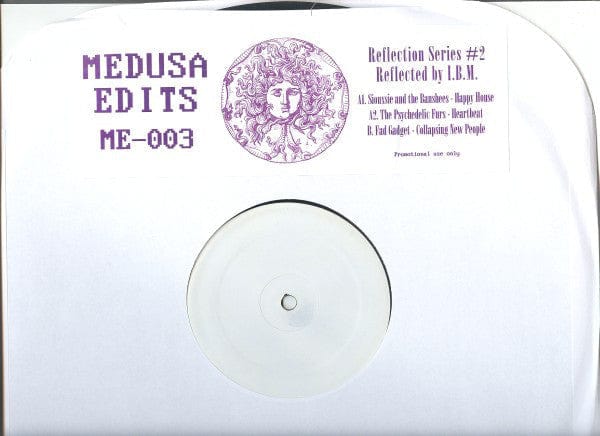 MEDUSA
EDITS
ME-003
Reflection Series #2
Reflected by I.B.M.
A1. Sioussie and the Banshees - Happy House
A2. The Psychedelic Furs - Heartbeat
B. Fad Gadget - Collapsing New People
Promotional use only